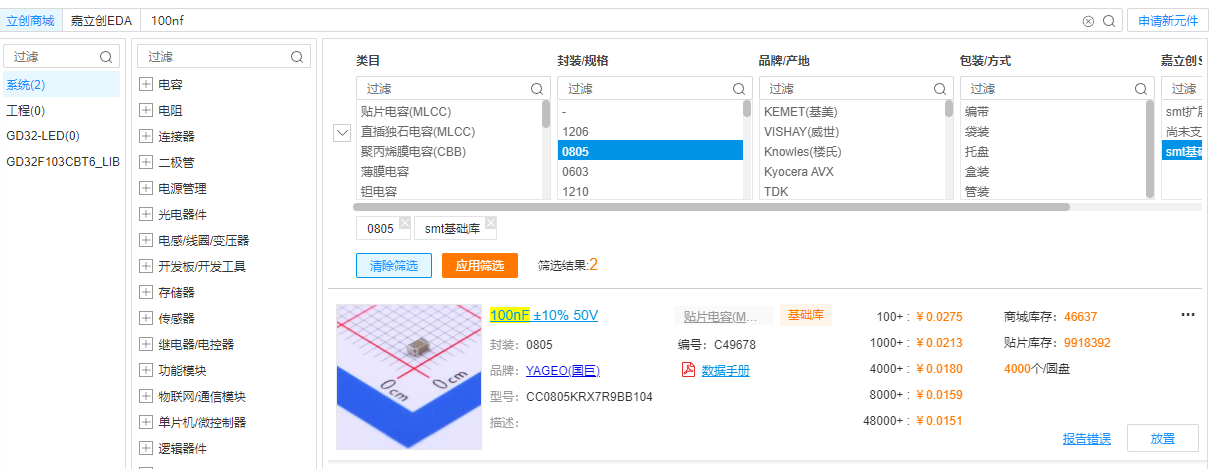 立创商城 嘉立创EDA 100nf 申请新元件
过滤
系统(2)
工程(0)
GD32-LED(0)
GD32F103CBT6_LIB
过滤
电容
电阻
连接器
二极管
电源管理
光电器件
电感/线圈/变压器
开发板/开发工具
存储器
传感器
继电器/电控器
功能模块
物联网/通信模块
单片机/微控制器
逻辑器件
类目
过滤
贴片电容(MLCC)
直插独石电容(MLCC)
聚丙烯膜电容(CBB)
薄膜电容
钽电容
封装/规格
过滤
-
1206
0805
0603
1210
品牌/产地
过滤
KEMET(基美)
VISHAY(威世)
Knowles(楼氏)
Kyocera AVX
TDK
包装/方式
过滤
编带
袋装
托盘
盒装
管装
嘉立创S
过滤
smt扩展
尚未支
smt基础
0805 smt基础库
清除筛选 应用筛选 筛选结果:2
0cm 0cm
100nF ±10% 50V
封装: 0805
品牌: YAGEO(国巨)
型号: CC0805KRX7R9BB104
描述:
贴片电容(M... 基础库
编号: C49678
数据手册
100+: ¥0.0275
1000+: ¥0.0213
4000+: ¥0.0180
8000+: ¥0.0159
48000+: ¥0.0151
商城库存: 46637
贴片库存: 9918392
4000个/圆盘
...
报告错误 放置